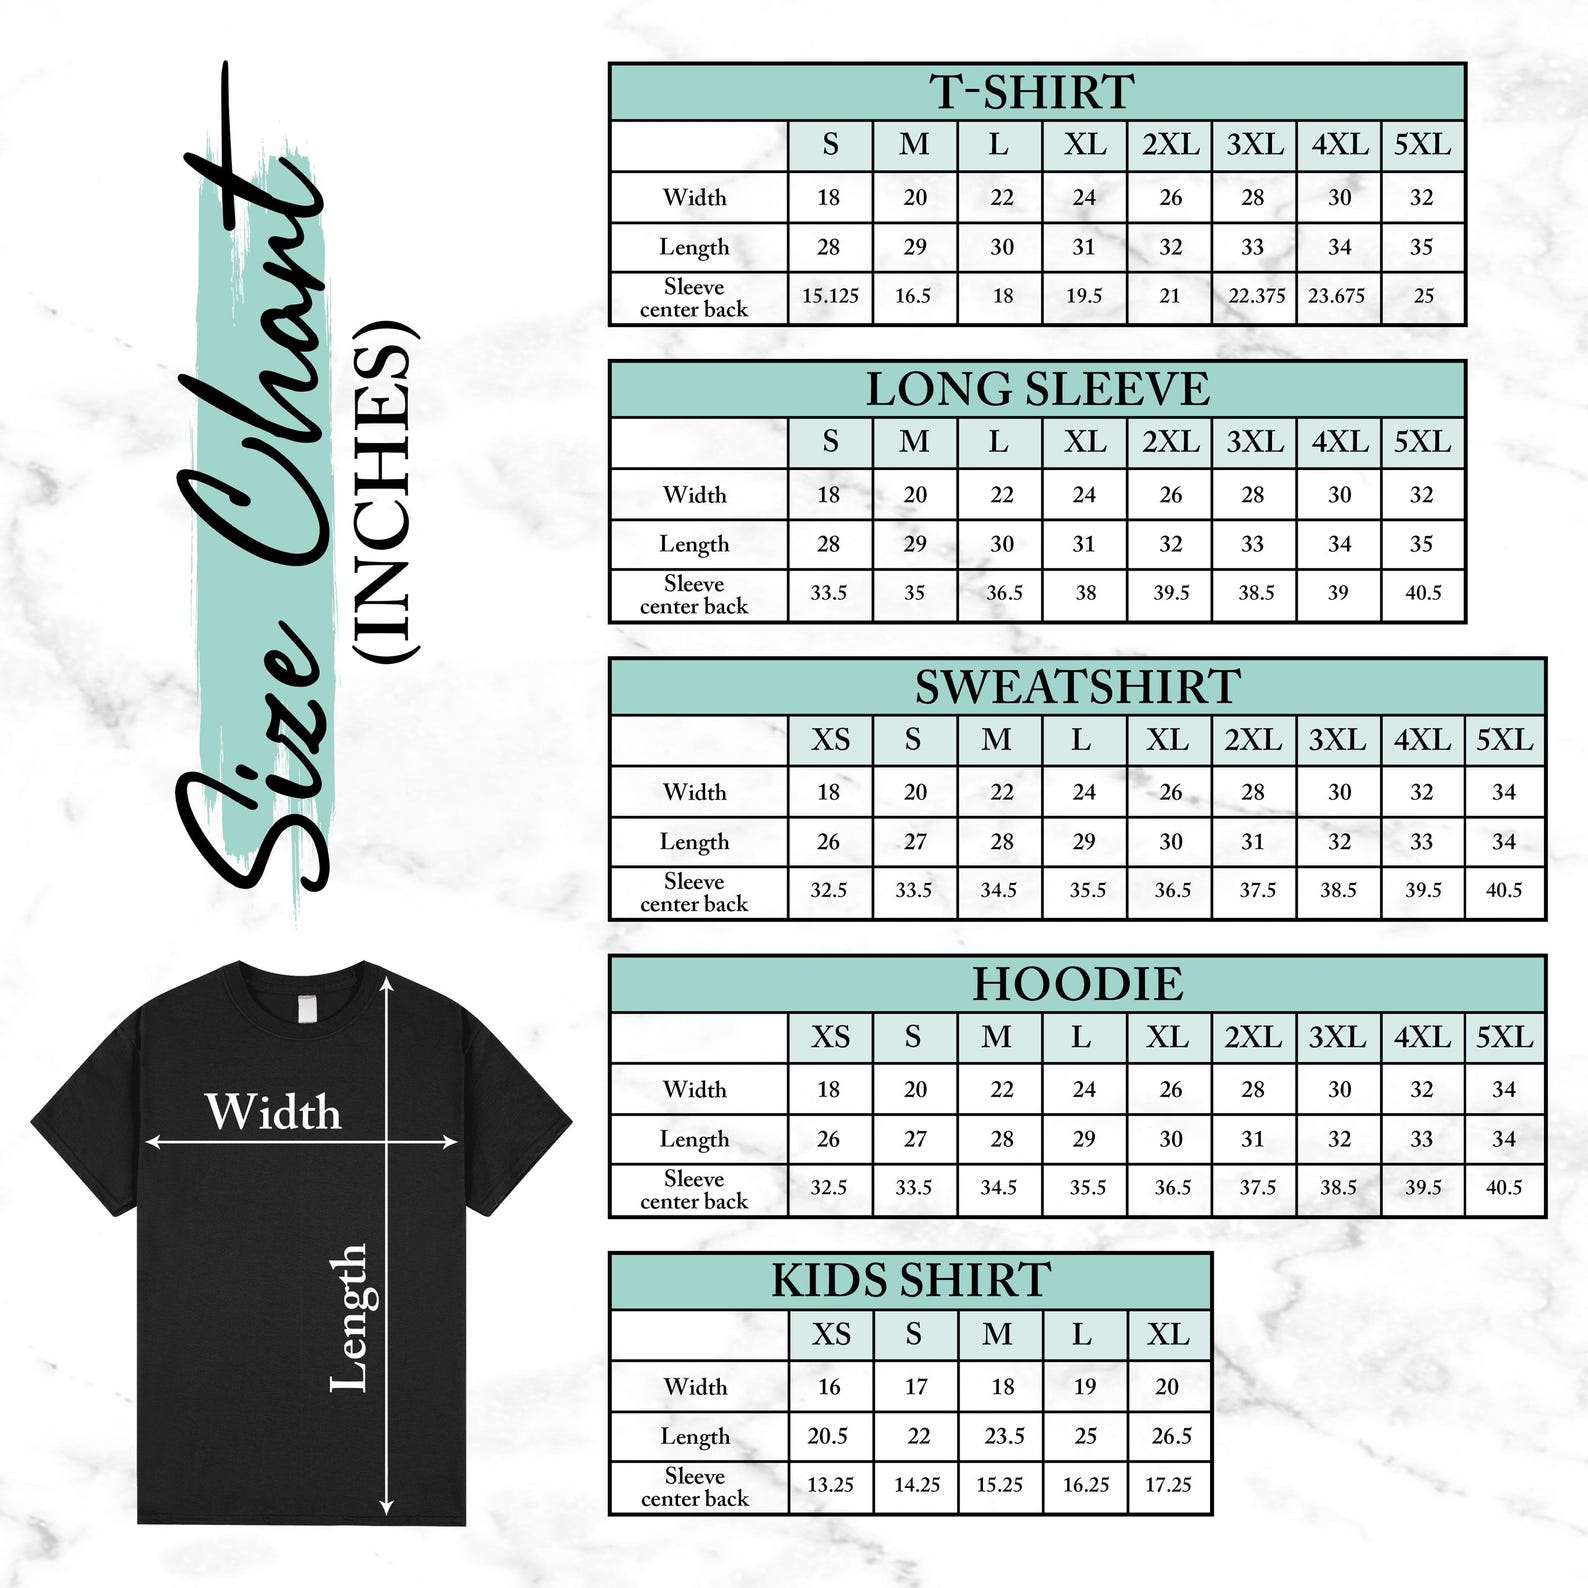 Size Chart
(INCHES)
Width
Length
T-SHIRT
S M L XL 2XL 3XL 4XL 5XL
Width 18 20 22 24 26 28 30 32
Length 28 29 30 31 32 33 34 35
Sleeve
center back 15.125 16.5 18 19.5 21 22.375 23.675 25
LONG SLEEVE
S M L XL 2XL 3XL 4XL 5XL
Width 18 20 22 24 26 28 30 32
Length 28 29 30 31 32 33 34 35
Sleeve
center back 33.5 35 36.5 38 39.5 38.5 39 40.5
SWEATSHIRT
XS S M L XL 2XL 3XL 4XL 5XL
Width 18 20 22 24 26 28 30 32 34
Length 26 27 28 29 30 31 32 33 34
Sleeve
center back 32.5 33.5 34.5 35.5 36.5 37.5 38.5 39.5 40.5
HOODIE
XS S M L XL 2XL 3XL 4XL 5XL
Width 18 20 22 24 26 28 30 32 34
Length 26 27 28 29 30 31 32 33 34
Sleeve
center back 32.5 33.5 34.5 35.5 36.5 37.5 38.5 39.5 40.5
KIDS SHIRT
XS S M L XL
Width 16 17 18 19 20
Length 20.5 22 23.5 25 26.5
Sleeve
center back 13.25 14.25 15.25 16.25 17.25